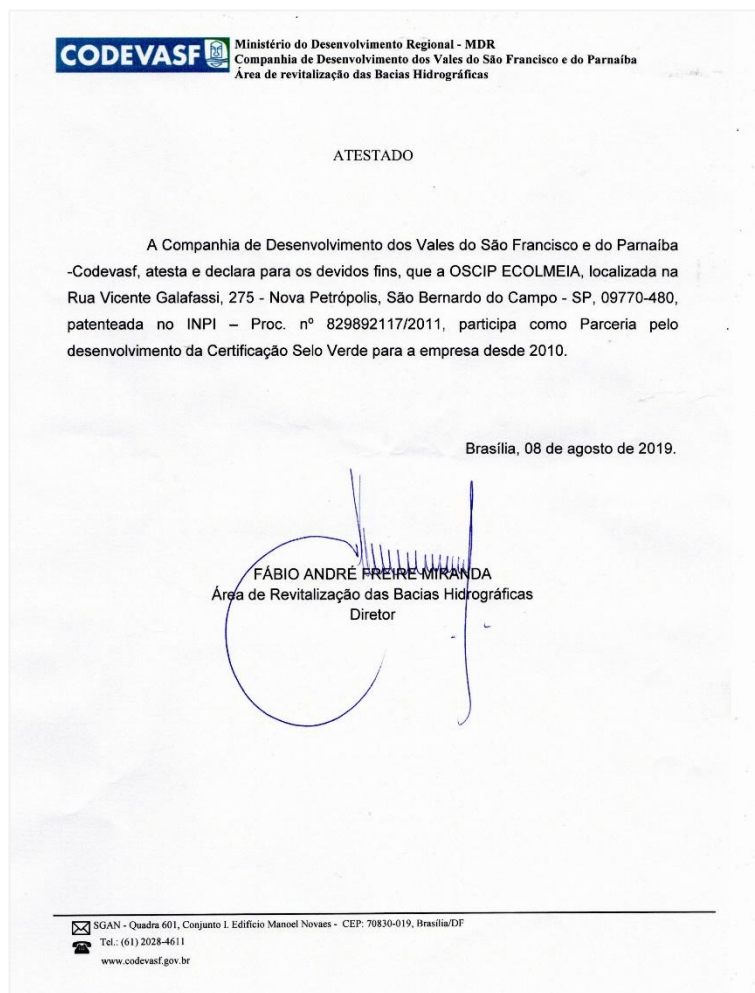 CODEVASF
Ministério do Desenvolvimento Regional - MDR
Companhia de Desenvolvimento dos Vales do São Francisco e do Parnaíba
Área de revitalização das Bacias Hidrográficas
ATESTADO
A Companhia de Desenvolvimento dos Vales do São Francisco e do Parnaíba
-Codevasf, atesta e declara para os devidos fins, que a OSCIP ECOLMEIA, localizada na
Rua Vicente Galafassi, 275 - Nova Petrópolis, São Bernardo do Campo - SP, 09770-480,
patenteada no INPI – Proc. nº 829892117/2011, participa como Parceria pelo
desenvolvimento da Certificação Selo Verde para a empresa desde 2010.
Brasília, 08 de agosto de 2019.
FÁBIO ANDRÉ FREIRE MIRANDA
Área de Revitalização das Bacias Hidrográficas
Diretor
SGAN - Quadra 601, Conjunto I. Edifício Manoel Novaes - CEP: 70830-019, Brasília/DF
Tel.: (61) 2028-4611
www.codevasf.gov.br